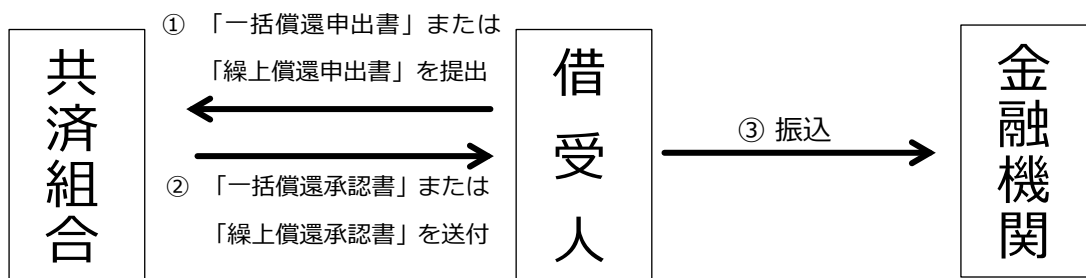 ① 「一括償還申出書」または
「繰上償還申出書」を提出
共済組合
借受人
金融機関
③ 振込
② 「一括償還承認書」または
「繰上償還承認書」を送付